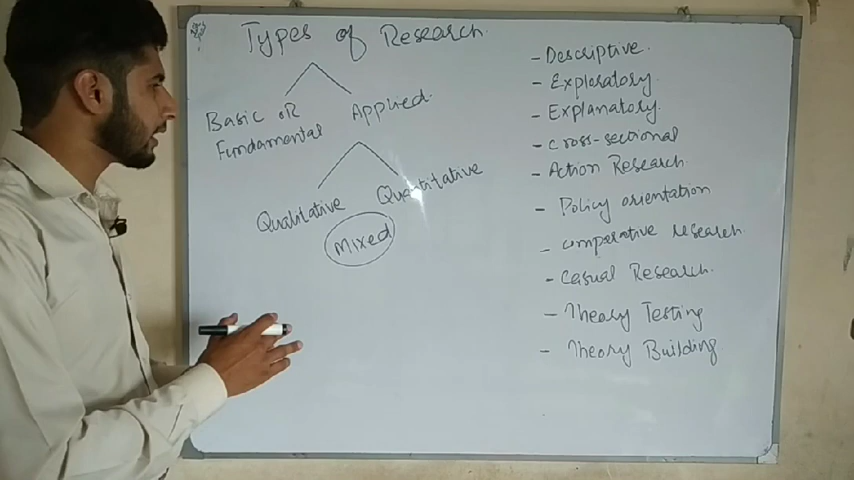 Types of Research.
Basic OR
Fundamental
Applied.
Qualitative
Quantitative
Mixed
- Descriptive.
- Exploratory.
- Explanatory.
- cross-sectional
- Action Research.
- Policy orientation
- comparative research.
- Casual Research.
- Theory Testing
- Theory Building